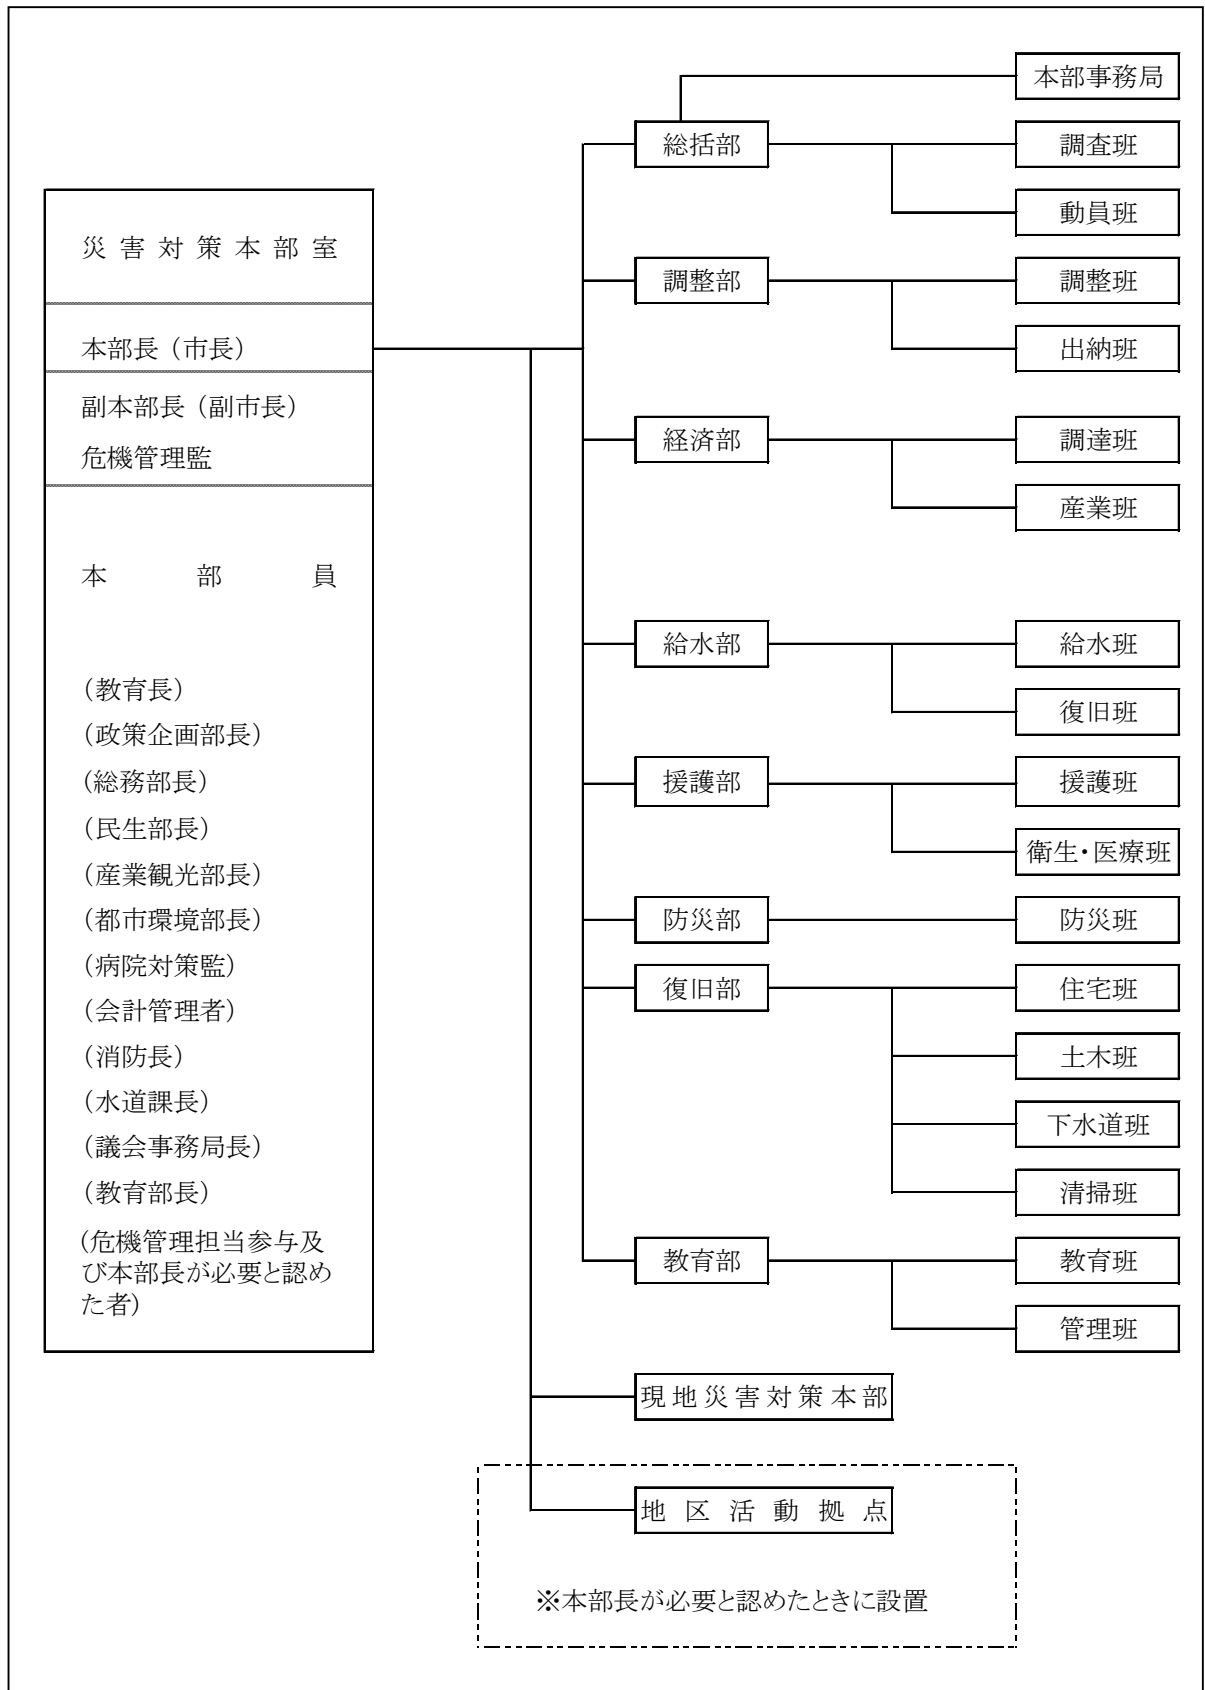 災害対策本部室
本部長（市長）
副本部長（副市長）
危機管理監
本部員
（教育長）
（政策企画部長）
（総務部長）
（民生部長）
（産業観光部長）
（都市環境部長）
（病院対策監）
（会計管理者）
（消防長）
（水道課長）
（議会事務局長）
（教育部長）
（危機管理担当参与及
び本部長が必要と認め
た者）
本部事務局
総括部
調査班
動員班
調整部
調整班
出納班
経済部
調達班
産業班
給水部
給水班
復旧班
援護部
援護班
衛生・医療班
防災部
防災班
復旧部
住宅班
土木班
下水道班
清掃班
教育部
教育班
管理班
現地災害対策本部
地区活動拠点
※本部長が必要と認めたときに設置